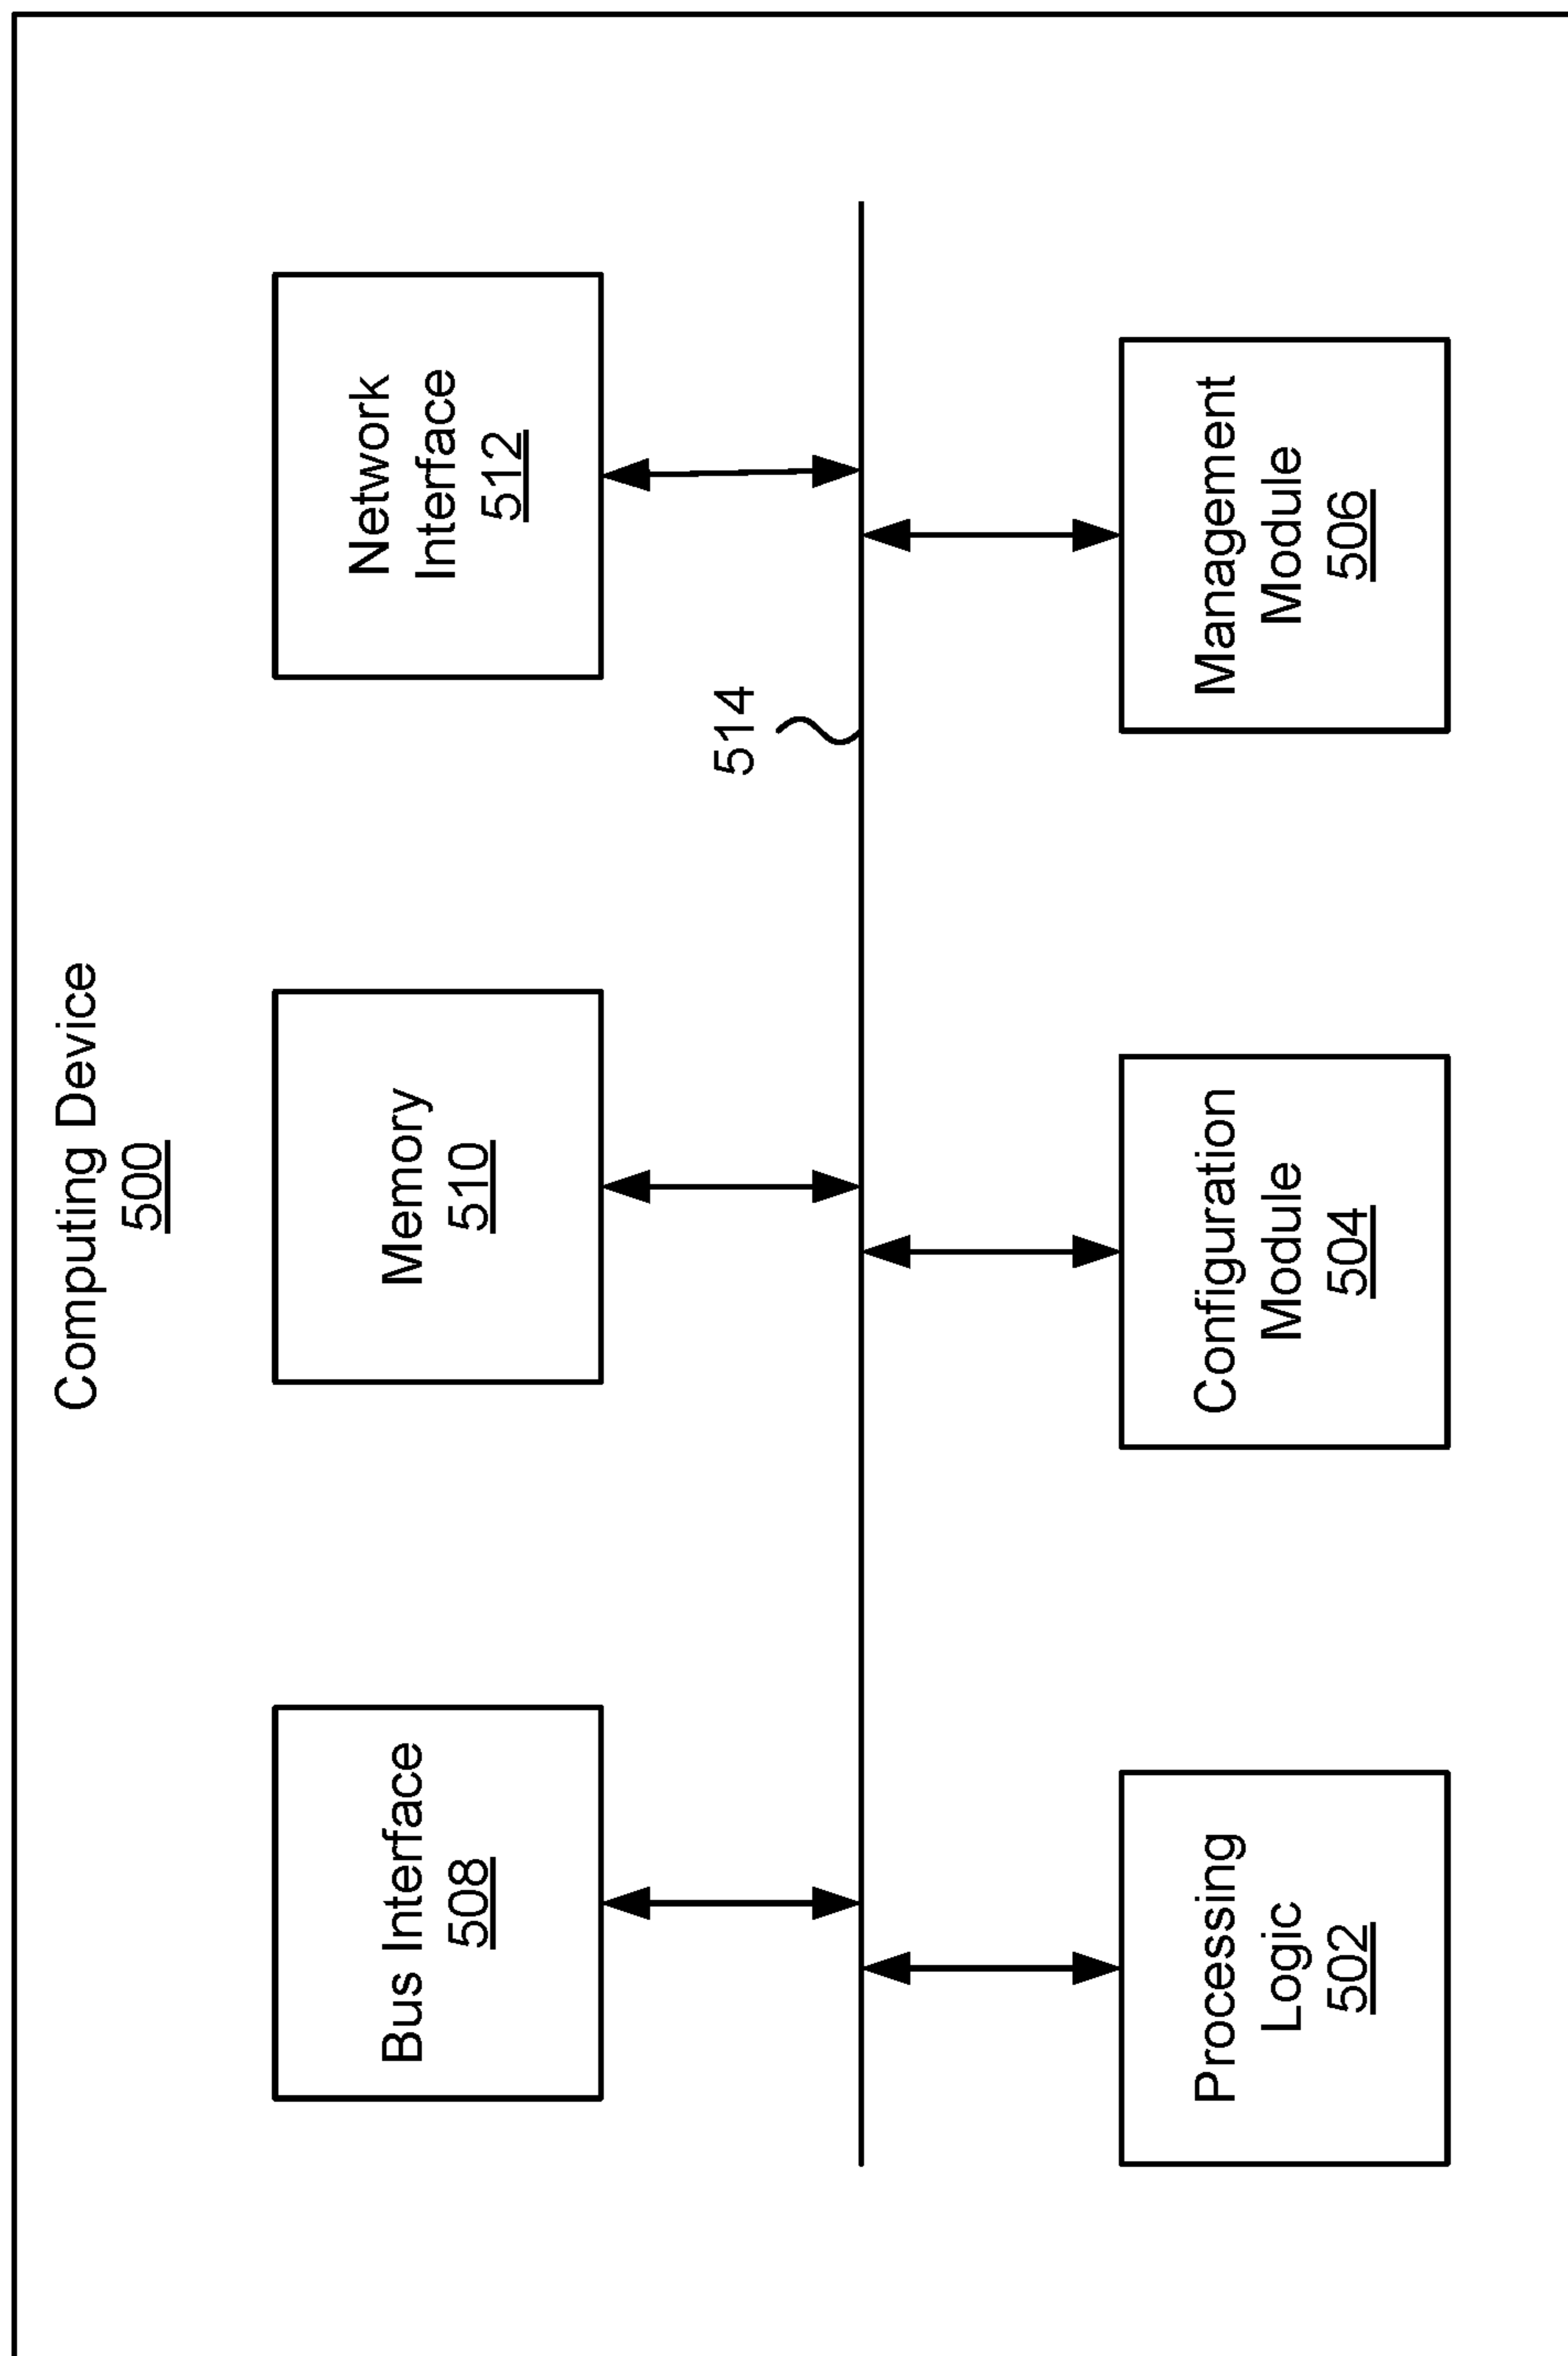 Computing Device
500
Bus Interface
508
Memory
510
Network
Interface
512
514
Processing
Logic
502
Configuration
Module
504
Management
Module
506